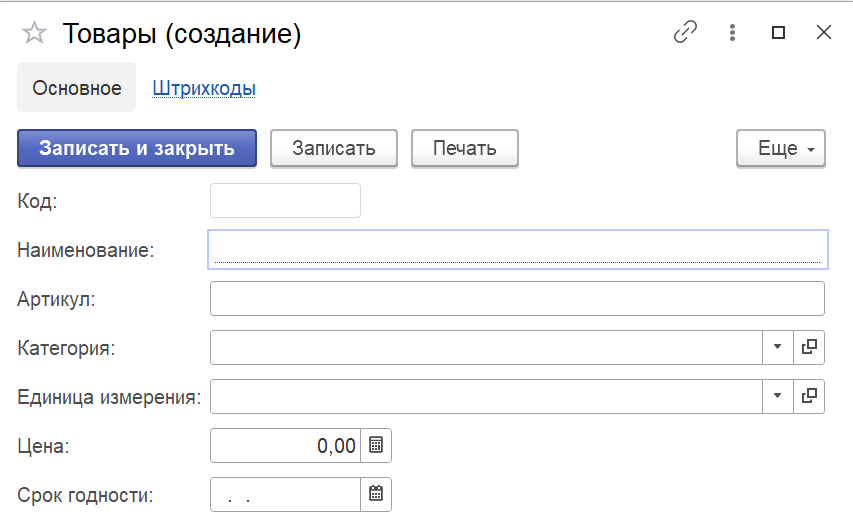 Товары (создание)
Основное Штрихкоды
Записать и закрыть Записать Печать Еще
Код:
Наименование:
Артикул:
Категория:
Единица измерения:
Цена: 0,00
Срок годности: . .